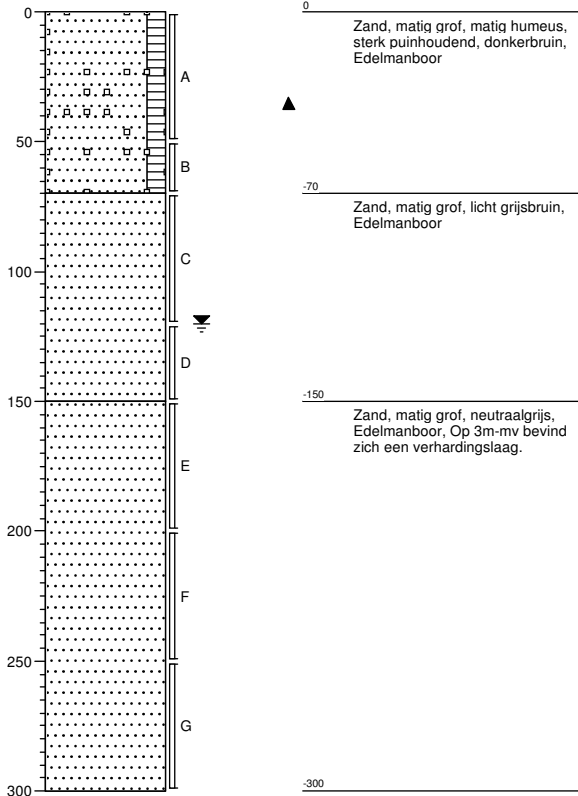 0
50
100
150
200
250
300
A
B
C
D
E
F
G
0
Zand, matig grof, matig humeus,
sterk puinhoudend, donkerbruin,
Edelmanboor
-70
Zand, matig grof, licht grijsbruin,
Edelmanboor
-150
Zand, matig grof, neutraalgrijs,
Edelmanboor, Op 3m-mv bevind
zich een verhardingslaag.
-300